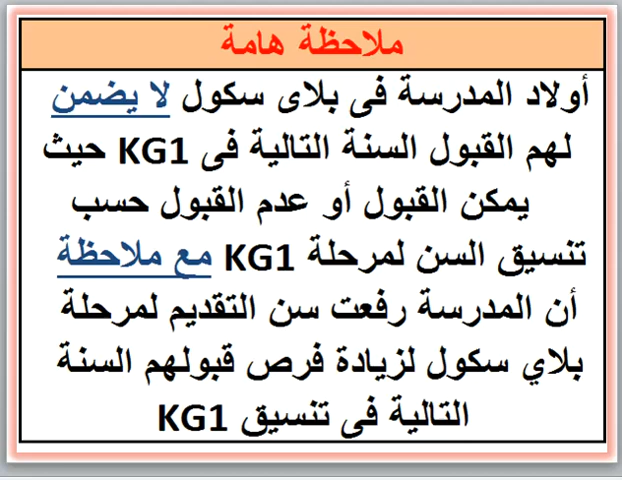 ملاحظة هامة
أولاد المدرسة فى بلاى سكول لا يضمن
لهم القبول السنة التالية فى KG1 حيث
يمكن القبول أو عدم القبول حسب
تنسيق السن لمرحلة KG1 مع ملاحظة
أن المدرسة رفعت سن التقديم لمرحلة
بلاي سكول لزيادة فرص قبولهم السنة
التالية فى تنسيق KG1